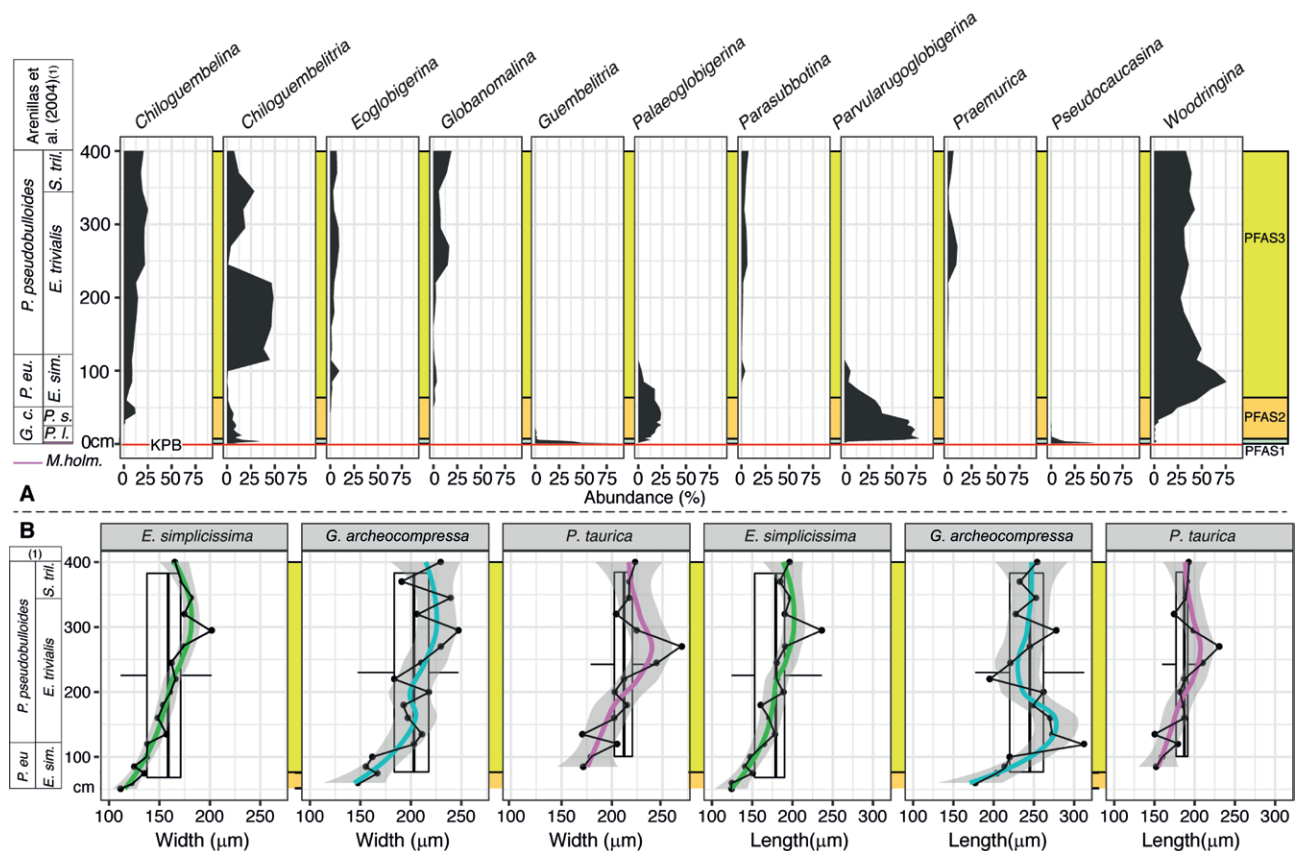 Arenillas et
al. (2004)(1)
Chiloguembelina
Chiloguembelitria
Eoglobigerina
Globanomalina
Guembelitria
Palaeoglobigerina
Parasubbotina
Parvularugoglobigerina
Praemurica
Pseudocaucasina
Woodringina
G. c. P. eu. P. pseudobulloides
P. l. P. s. E. sim. E. trivialis S. tril.
400
300
200
100
0cm
KPB
M.holm.
PFAS3
PFAS2
PFAS1
0 25 50 75 0 25 50 75 0 25 50 75 0 25 50 75 0 25 50 75 0 25 50 75 0 25 50 75 0 25 50 75 0 25 50 75 0 25 50 75 0 25 50 75
Abundance (%)
A
B
E. simplicissima G. archeocompressa P. taurica E. simplicissima G. archeocompressa P. taurica
(1)
P. eu P. pseudobulloides
E. sim. E. trivialis S. tril.
400
300
200
100
cm
100 150 200 250 100 150 200 250 100 150 200 250 100 150 200 250 300 100 150 200 250 300 100 150 200 250 300
Width (μm) Width (μm) Width (μm) Length(μm) Length(μm) Length(μm)